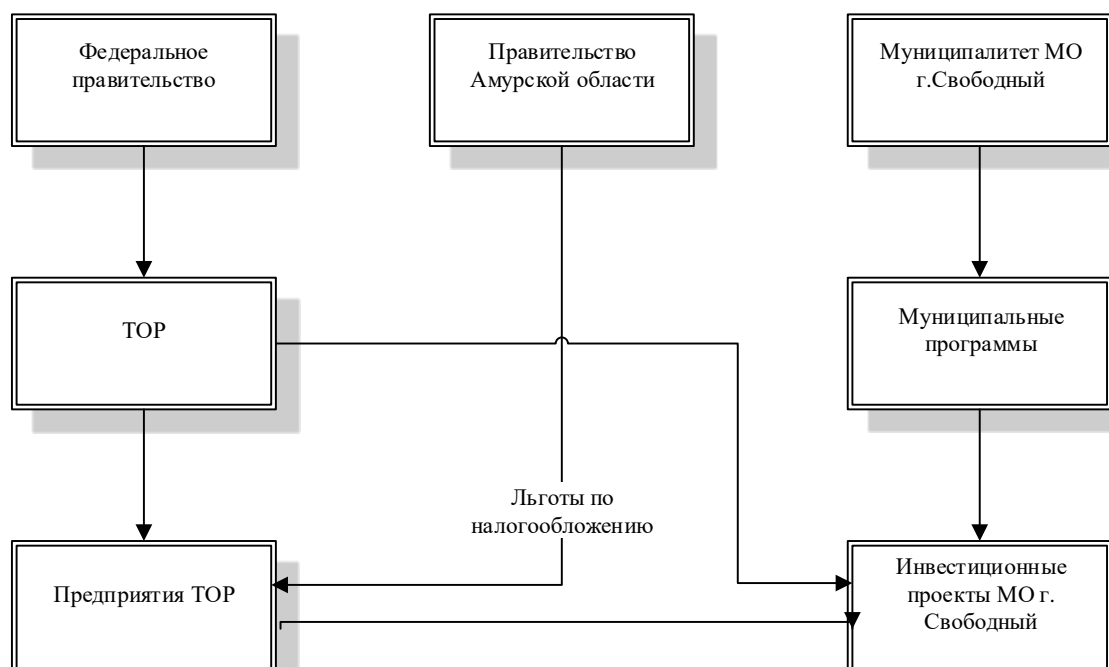 Федеральное
правительство
Правительство
Амурской области
Муниципалитет МО
г.Свободный
ТОР
Муниципальные
программы
Льготы по
налогообложению
Предприятия ТОР
Инвестиционные
проекты МО г.
Свободный